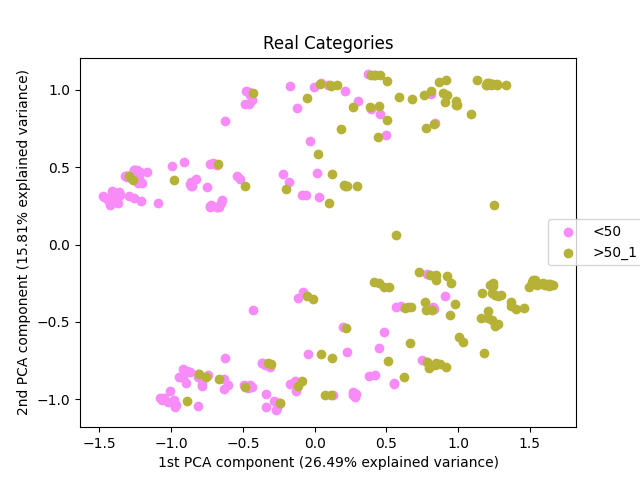 Real Categories
2nd PCA component (15.81% explained variance)
1.0
0.5
0.0
−0.5
−1.0
<50
>50_1
−1.5 −1.0 −0.5 0.0 0.5 1.0 1.5
1st PCA component (26.49% explained variance)